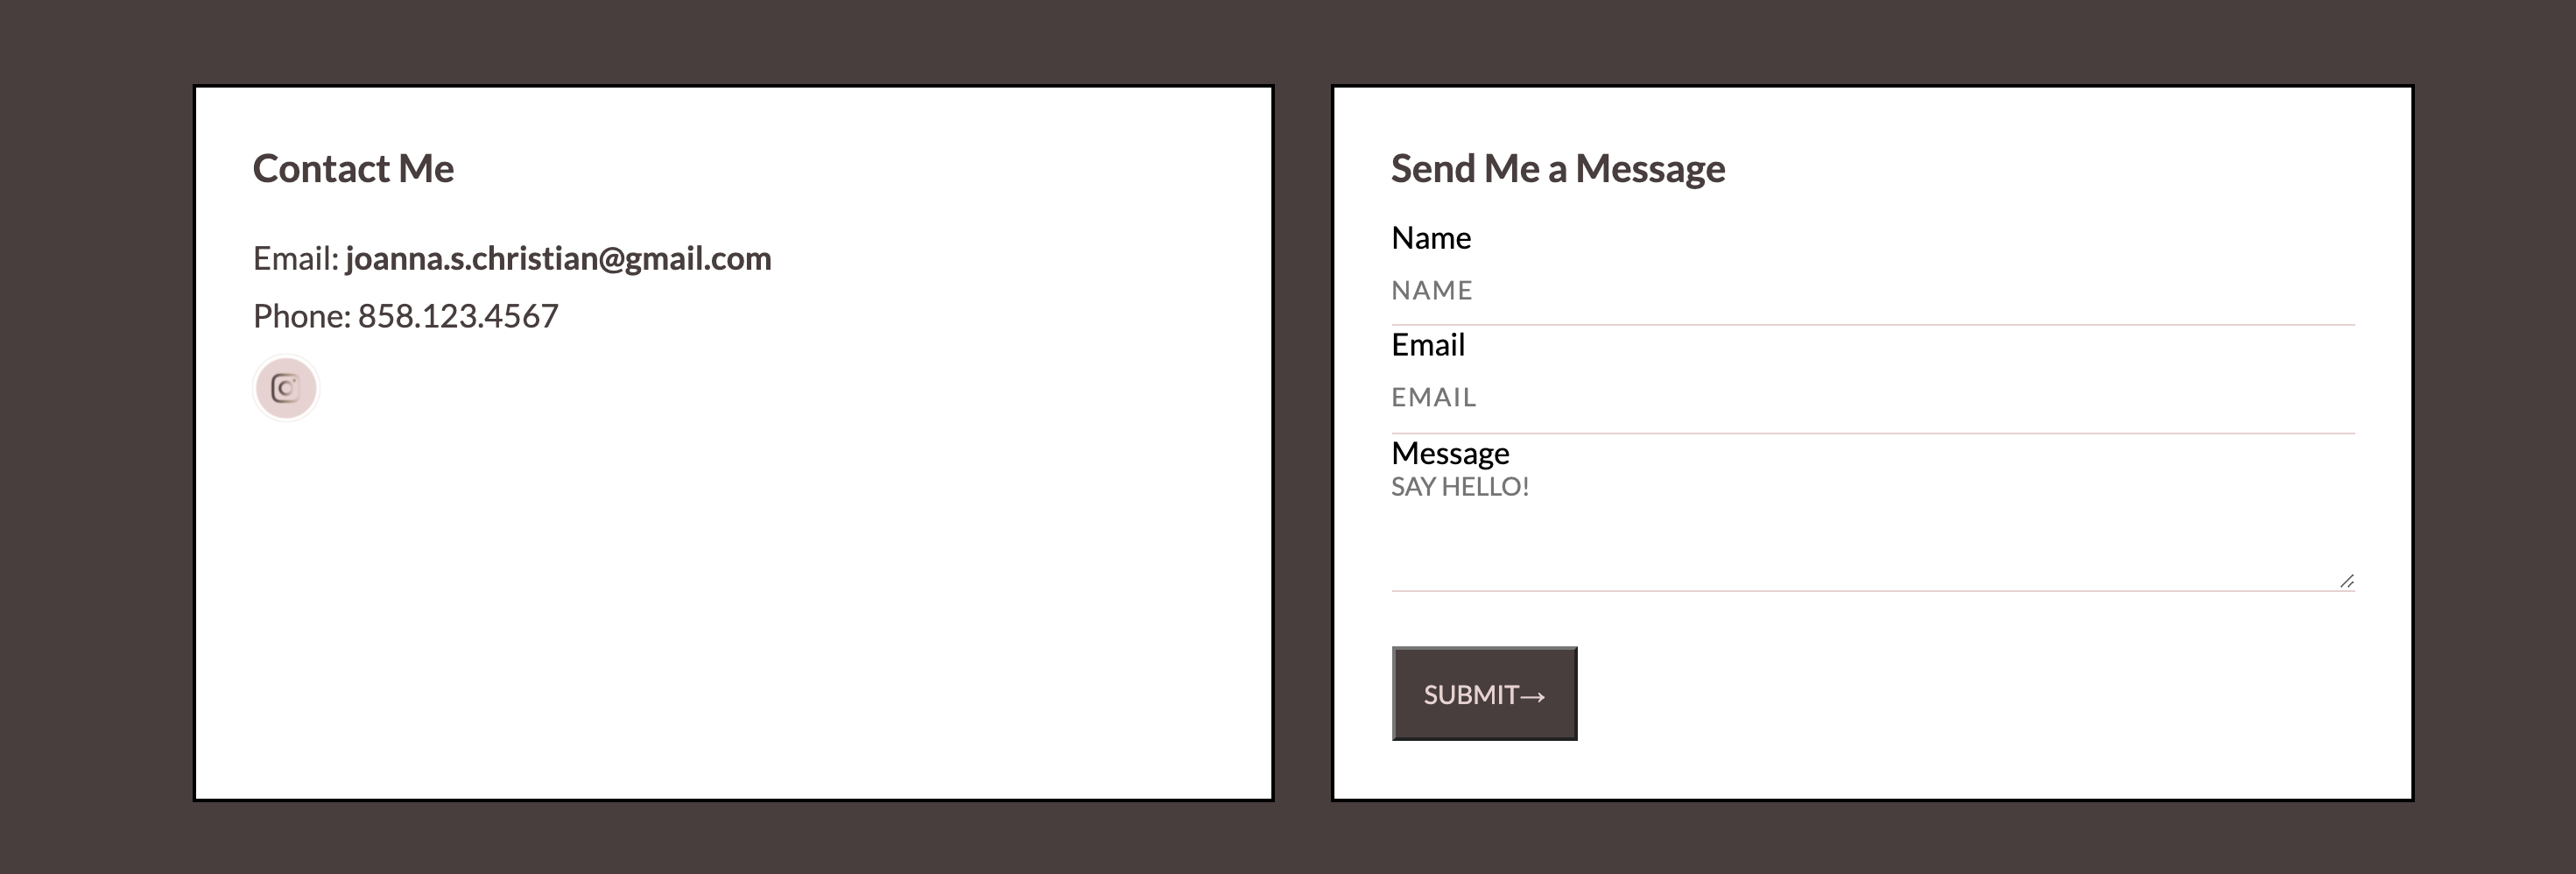 Contact Me
Email: joanna.s.christian@gmail.com
Phone: 858.123.4567
Send Me a Message
Name
NAME
Email
EMAIL
Message
SAY HELLO!
SUBMIT→